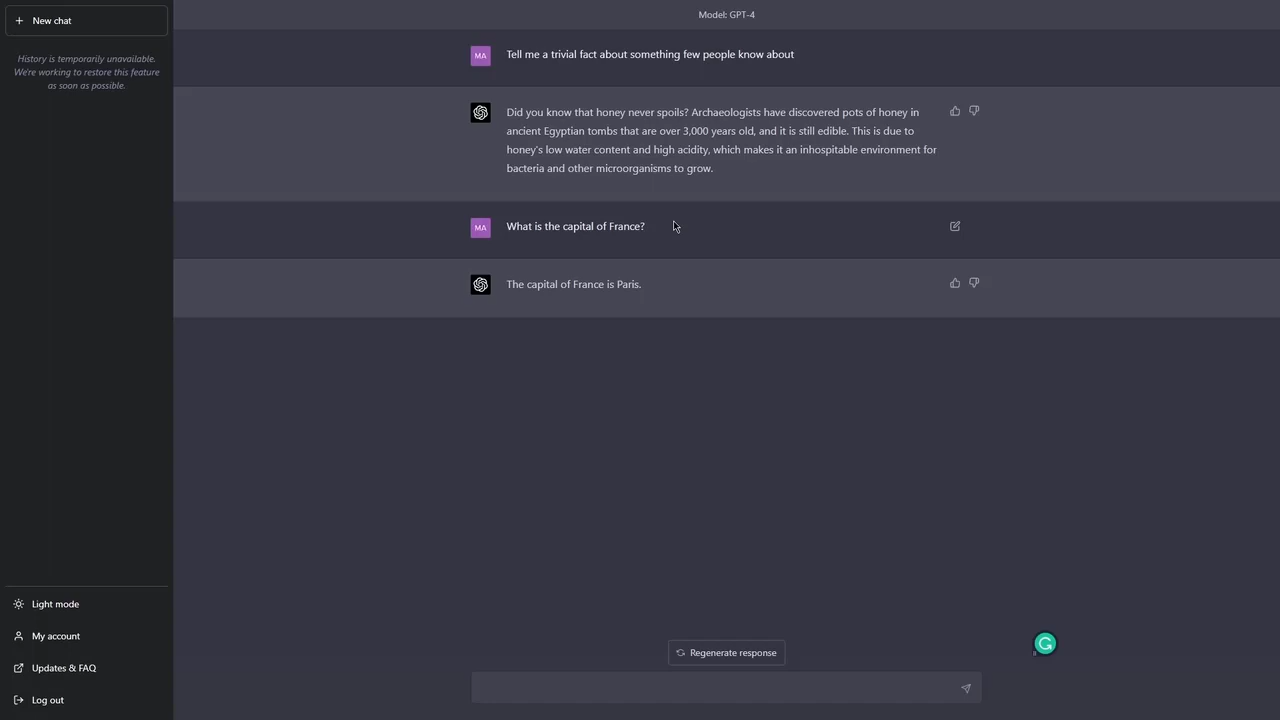 New chat
History is temporarily unavailable.
We're working to restore this feature
as soon as possible.
Light mode
My account
Updates & FAQ
Log out
Model: GPT-4
MA
Tell me a trivial fact about something few people know about
Did you know that honey never spoils? Archaeologists have discovered pots of honey in
ancient Egyptian tombs that are over 3,000 years old, and it is still edible. This is due to
honey's low water content and high acidity, which makes it an inhospitable environment for
bacteria and other microorganisms to grow.
MA
What is the capital of France?
The capital of France is Paris.
Regenerate response